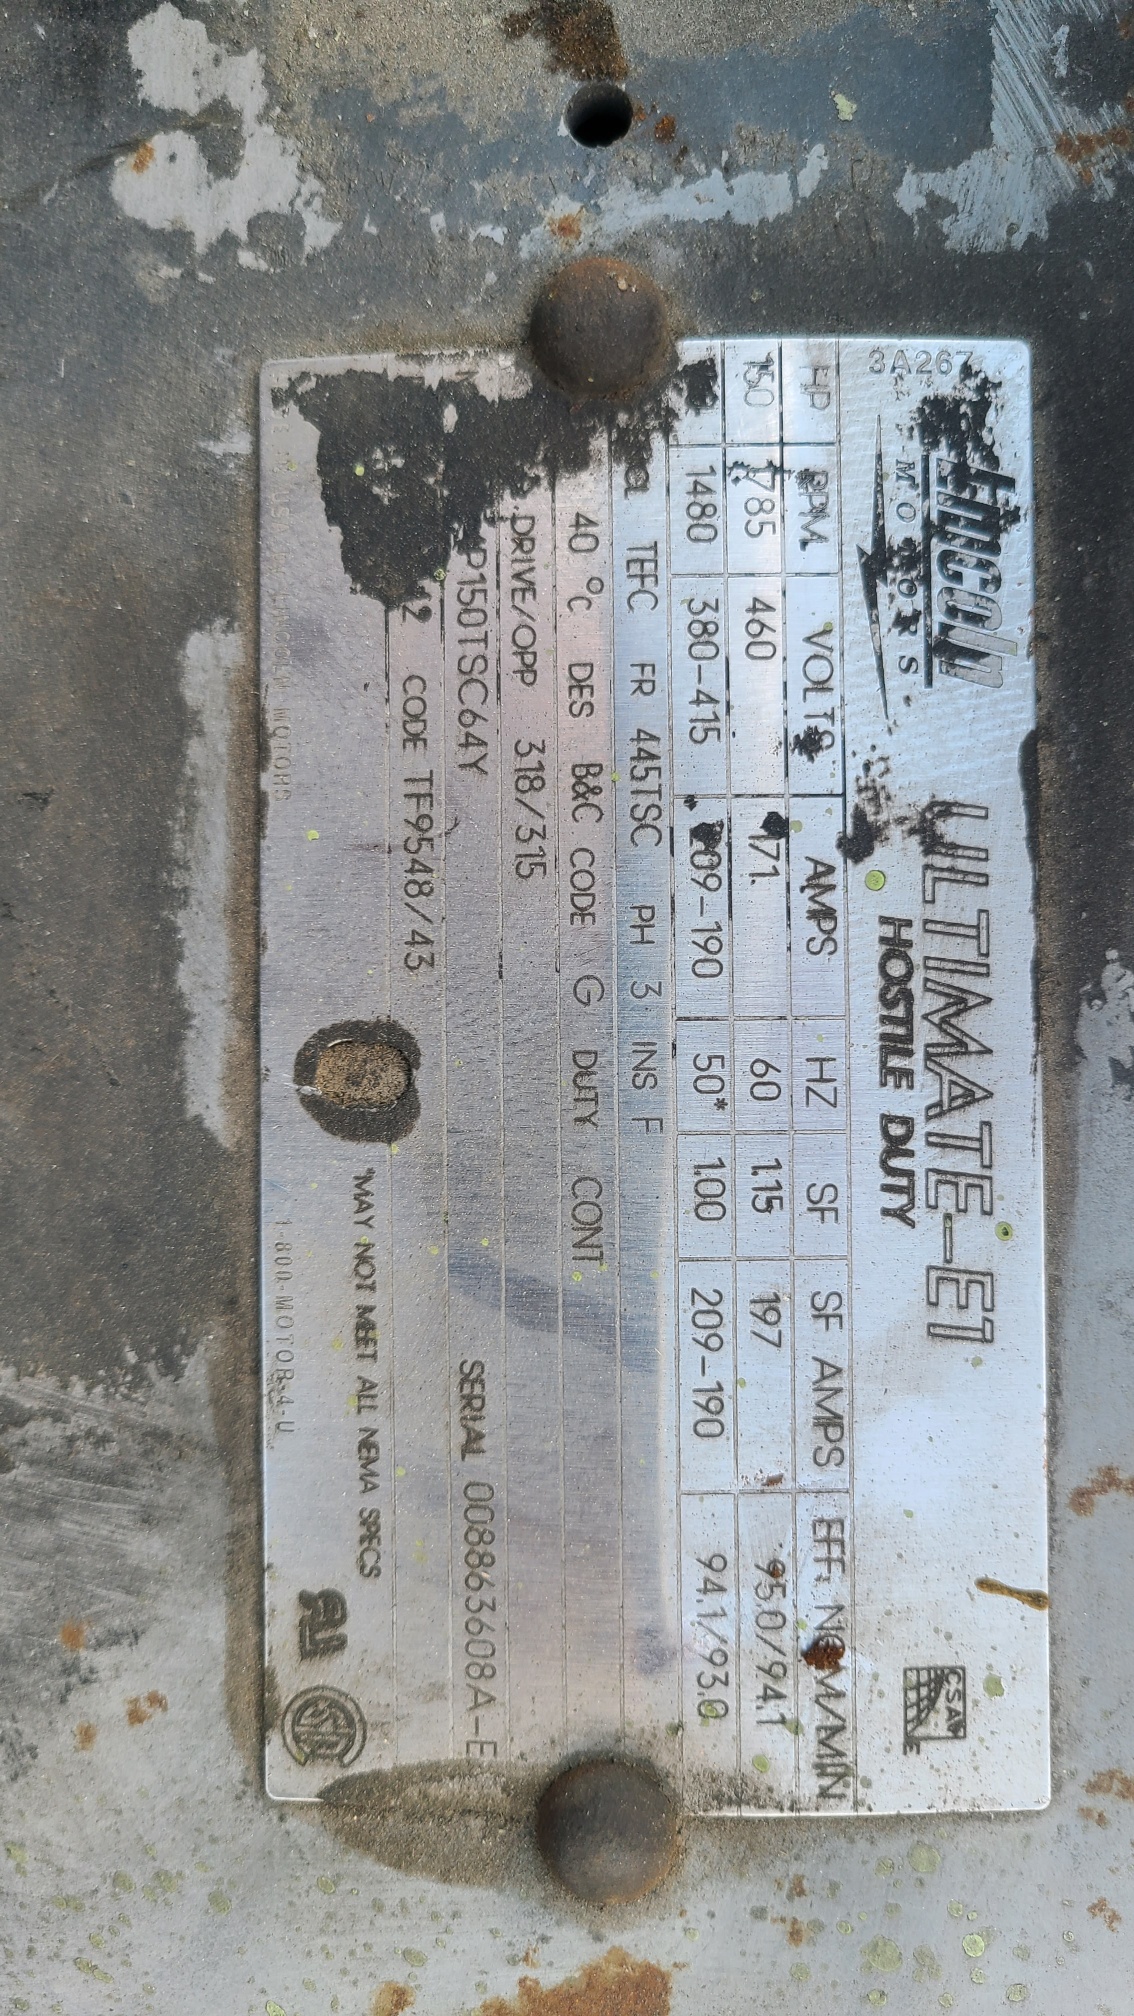 3A267
Lincoln
MOTORS
ULTIMATE-E1
HOSTILE DUTY
CSA
HP RPM VOLTS AMPS HZ SF SF AMPS EFF. NOM/MIN
150 1785 460 171. 60 1.15 197 95.0/94.1
1480 380-415 209-190 50* 1.00 209-190 94.1/93.0
TEFC FR 445TSC PH 3 INS F
40 °C DES B&C CODE G DUTY CONT
DRIVE/OPP 318/315
P150TSC64Y SERIAL 008863608A-E
CODE TF9548/43
*MAY NOT MEET ALL NEMA SPECS
MOTORS 1-800-MOTOR-4-U